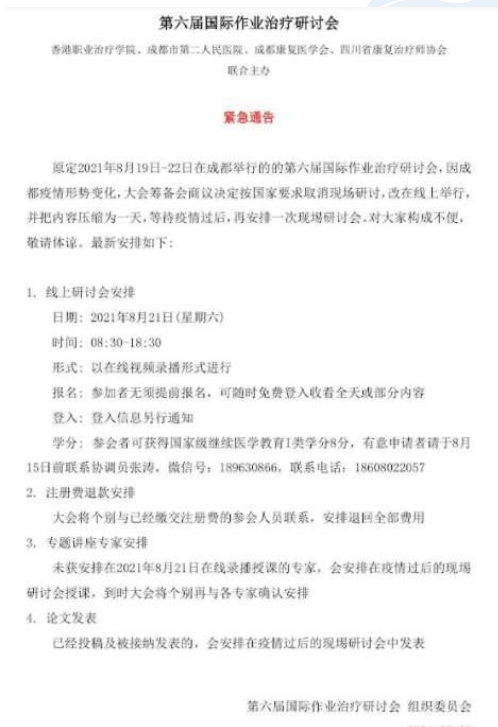 第六届国际作业治疗研讨会
香港职业治疗学院、成都市第二人民医院、成都康复医学会、四川省康复治疗师协会
联合主办
紧急通告
原定2021年8月19日-22日在成都举行的的第六届国际作业治疗研讨会,因成
都疫情形势变化,大会筹备会商议决定按国家要求取消现场研讨,改在线上举行,
并把内容压缩为一天,等待疫情过后,再安排一次现场研讨会。对大家构成不便,
敬请体谅。最新安排如下:
1. 线上研讨会安排
日期: 2021年8月21日(星期六)
时间: 08:30-18:30
形式: 以在线视频录播形式进行
报名: 参加者无须提前报名, 可随时免费登入收看全天或部分内容
登入: 登入信息另行通知
学分: 参会者可获得国家级继续医学教育I类学分8分, 有意申请者请于8月
15日前联系协调员张涛, 微信号: 189630866, 联系电话: 18608022057
2. 注册费退款安排
大会将个别与已经缴交注册费的参会人员联系, 安排退回全部费用
3. 专题讲座专家安排
未获安排在2021年8月21日在线录播授课的专家, 会安排在疫情过后的现场
研讨会授课, 到时大会将个别再与各专家确认安排
4. 论文发表
已经投稿及被接纳发表的, 会安排在疫情过后的现场研讨会中发表
第六届国际作业治疗研讨会 组织委员会